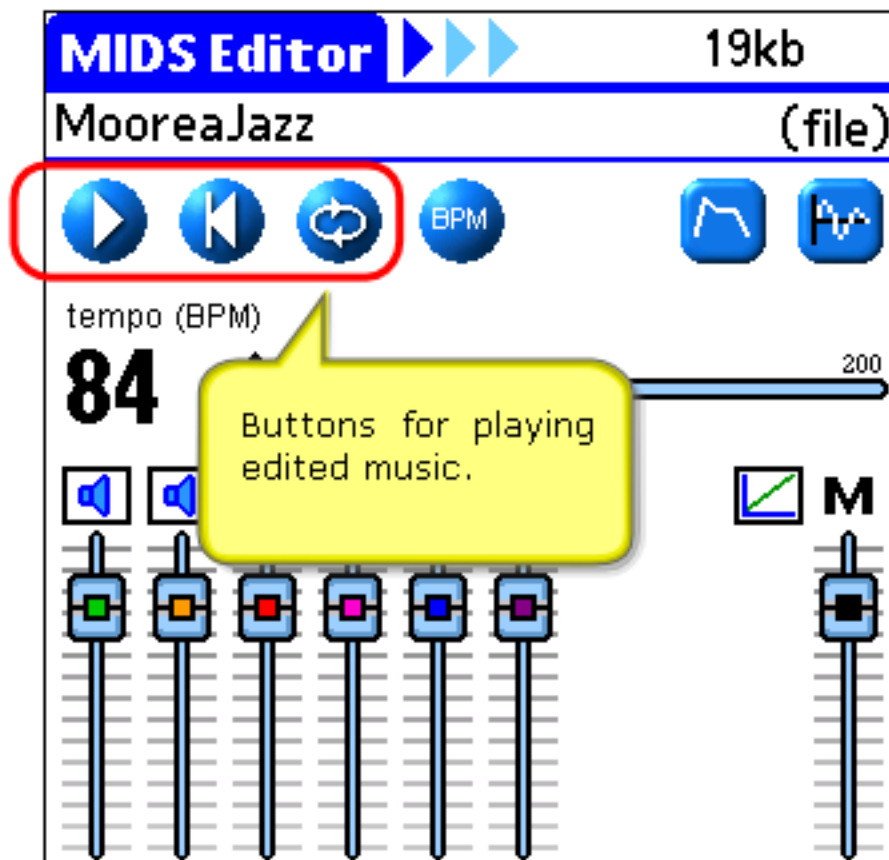 MIDS Editor 19kb
MooreaJazz (file)
BPM
tempo (BPM)
84
200
Buttons for playing
edited music.
M